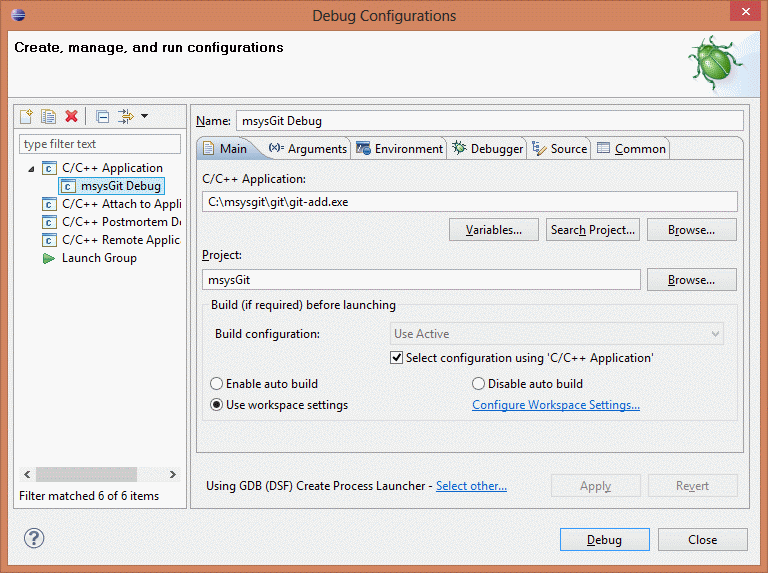 Debug Configurations
Create, manage, and run configurations
type filter text
C/C++ Application
msysGit Debug
C/C++ Attach to Appli
C/C++ Postmortem De
C/C++ Remote Applic
Launch Group
Filter matched 6 of 6 items
Name: msysGit Debug
Main (x)= Arguments Environment Debugger Source Common
C/C++ Application:
C:\msysgit\git\git-add.exe
Variables... Search Project... Browse...
Project:
msysGit Browse...
Build (if required) before launching
Build configuration: Use Active
Select configuration using 'C/C++ Application'
Enable auto build Disable auto build
Use workspace settings Configure Workspace Settings...
Using GDB (DSF) Create Process Launcher - Select other... Apply Revert
Debug Close